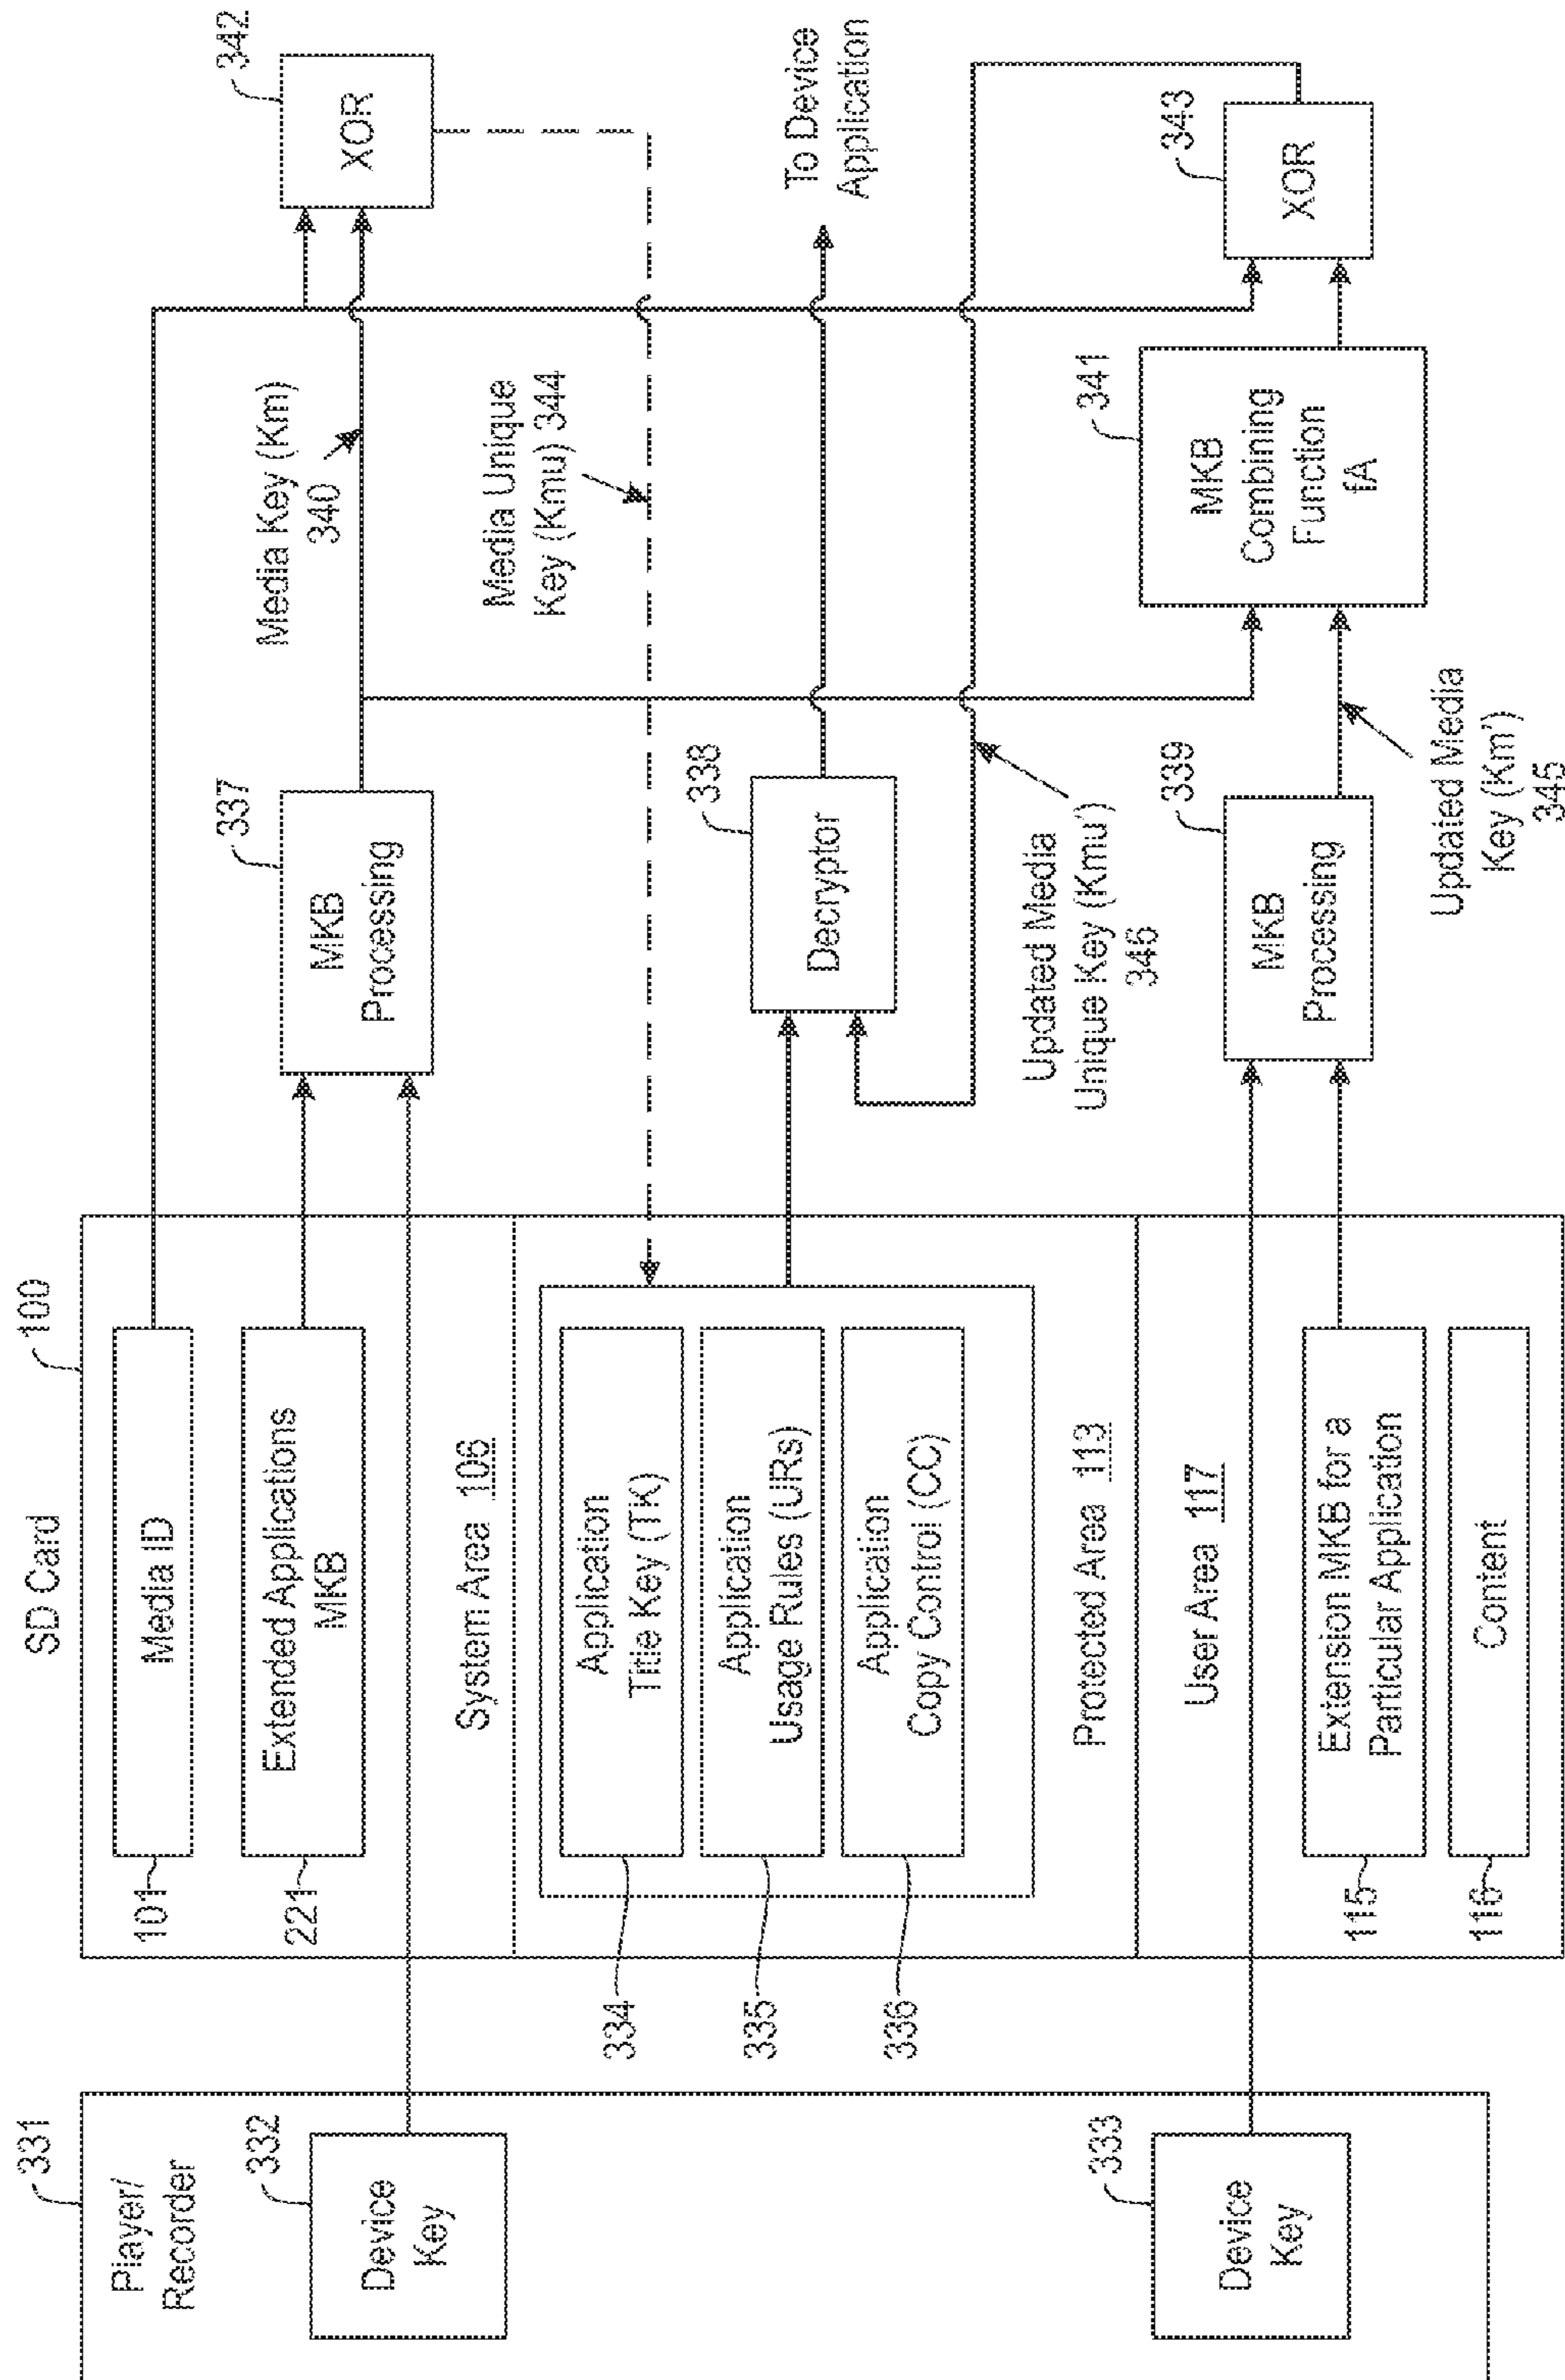 331
Player/
Recorder
332
Device
Key
333
Device
Key
SD Card
100
101
Media ID
221
Extended Applications
MKB
System Area 106
334
Application
Title Key (TK)
335
Application
Usage Rules (URs)
336
Application
Copy Control (CC)
Protected Area 113
User Area 117
115
Extension MKB for a
Particular Application
116
Content
337
MKB
Processing
338
Decryptor
Updated Media
Unique Key (Kmu')
346
339
MKB
Processing
Updated Media
Key (Km')
345
Media Key (Km)
340
Media Unique
Key (Kmu) 344
341
MKB
Combining
Function
fA
342
XOR
To Device
Application
343
XOR